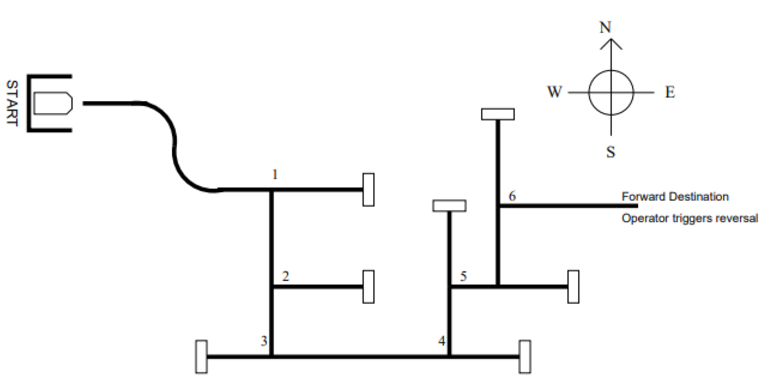 N
W
E
S
START
1
2
3
4
5
6
Forward Destination
Operator triggers reversal